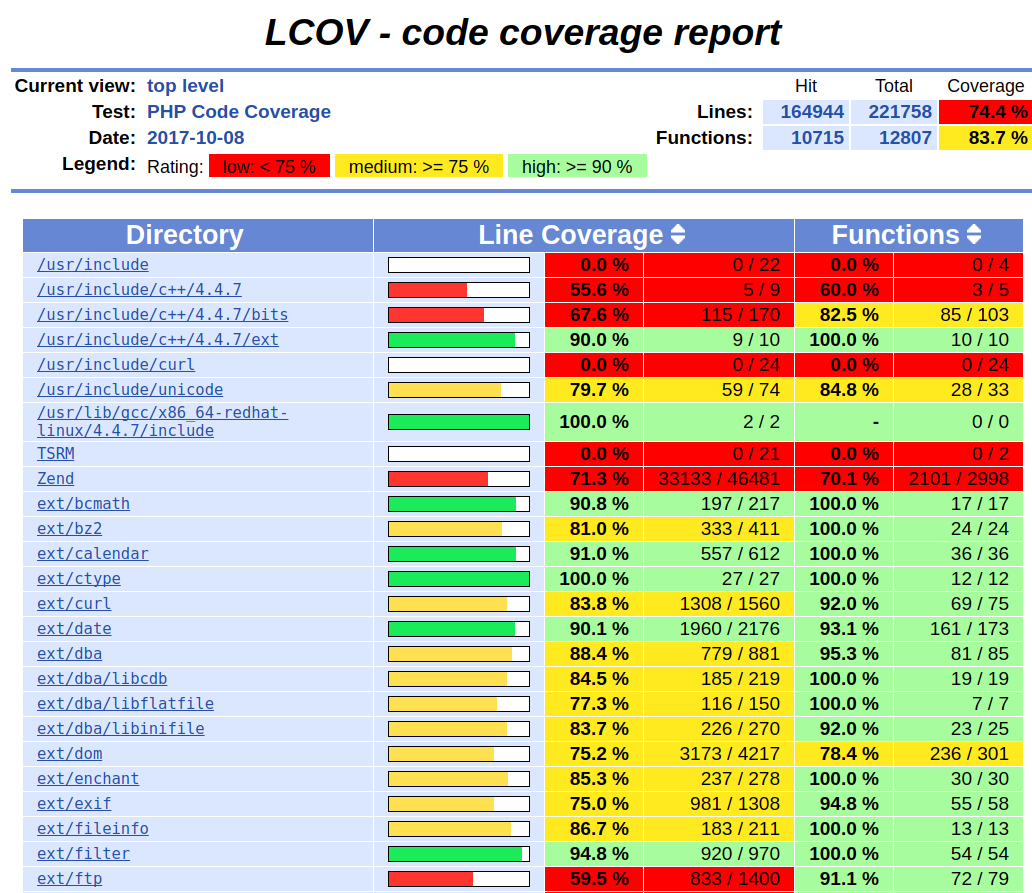 LCOV - code coverage report
Current view: top level Hit Total Coverage
Test: PHP Code Coverage Lines: 164944 221758 74.4 %
Date: 2017-10-08 Functions: 10715 12807 83.7 %
Legend: Rating: low: < 75 % medium: >= 75 % high: >= 90 %
Directory Line Coverage Functions
/usr/include 0.0 % 0 / 22 0.0 % 0 / 4
/usr/include/c++/4.4.7 55.6 % 5 / 9 60.0 % 3 / 5
/usr/include/c++/4.4.7/bits 67.6 % 115 / 170 82.5 % 85 / 103
/usr/include/c++/4.4.7/ext 90.0 % 9 / 10 100.0 % 10 / 10
/usr/include/curl 0.0 % 0 / 24 0.0 % 0 / 24
/usr/include/unicode 79.7 % 59 / 74 84.8 % 28 / 33
/usr/lib/gcc/x86_64-redhat-
linux/4.4.7/include 100.0 % 2 / 2 - 0 / 0
TSRM 0.0 % 0 / 21 0.0 % 0 / 2
Zend 71.3 % 33133 / 46481 70.1 % 2101 / 2998
ext/bcmath 90.8 % 197 / 217 100.0 % 17 / 17
ext/bz2 81.0 % 333 / 411 100.0 % 24 / 24
ext/calendar 91.0 % 557 / 612 100.0 % 36 / 36
ext/ctype 100.0 % 27 / 27 100.0 % 12 / 12
ext/curl 83.8 % 1308 / 1560 92.0 % 69 / 75
ext/date 90.1 % 1960 / 2176 93.1 % 161 / 173
ext/dba 88.4 % 779 / 881 95.3 % 81 / 85
ext/dba/libcdb 84.5 % 185 / 219 100.0 % 19 / 19
ext/dba/libflatfile 77.3 % 116 / 150 100.0 % 7 / 7
ext/dba/libinifile 83.7 % 226 / 270 92.0 % 23 / 25
ext/dom 75.2 % 3173 / 4217 78.4 % 236 / 301
ext/enchant 85.3 % 237 / 278 100.0 % 30 / 30
ext/exif 75.0 % 981 / 1308 94.8 % 55 / 58
ext/fileinfo 86.7 % 183 / 211 100.0 % 13 / 13
ext/filter 94.8 % 920 / 970 100.0 % 54 / 54
ext/ftp 59.5 % 833 / 1400 91.1 % 72 / 79